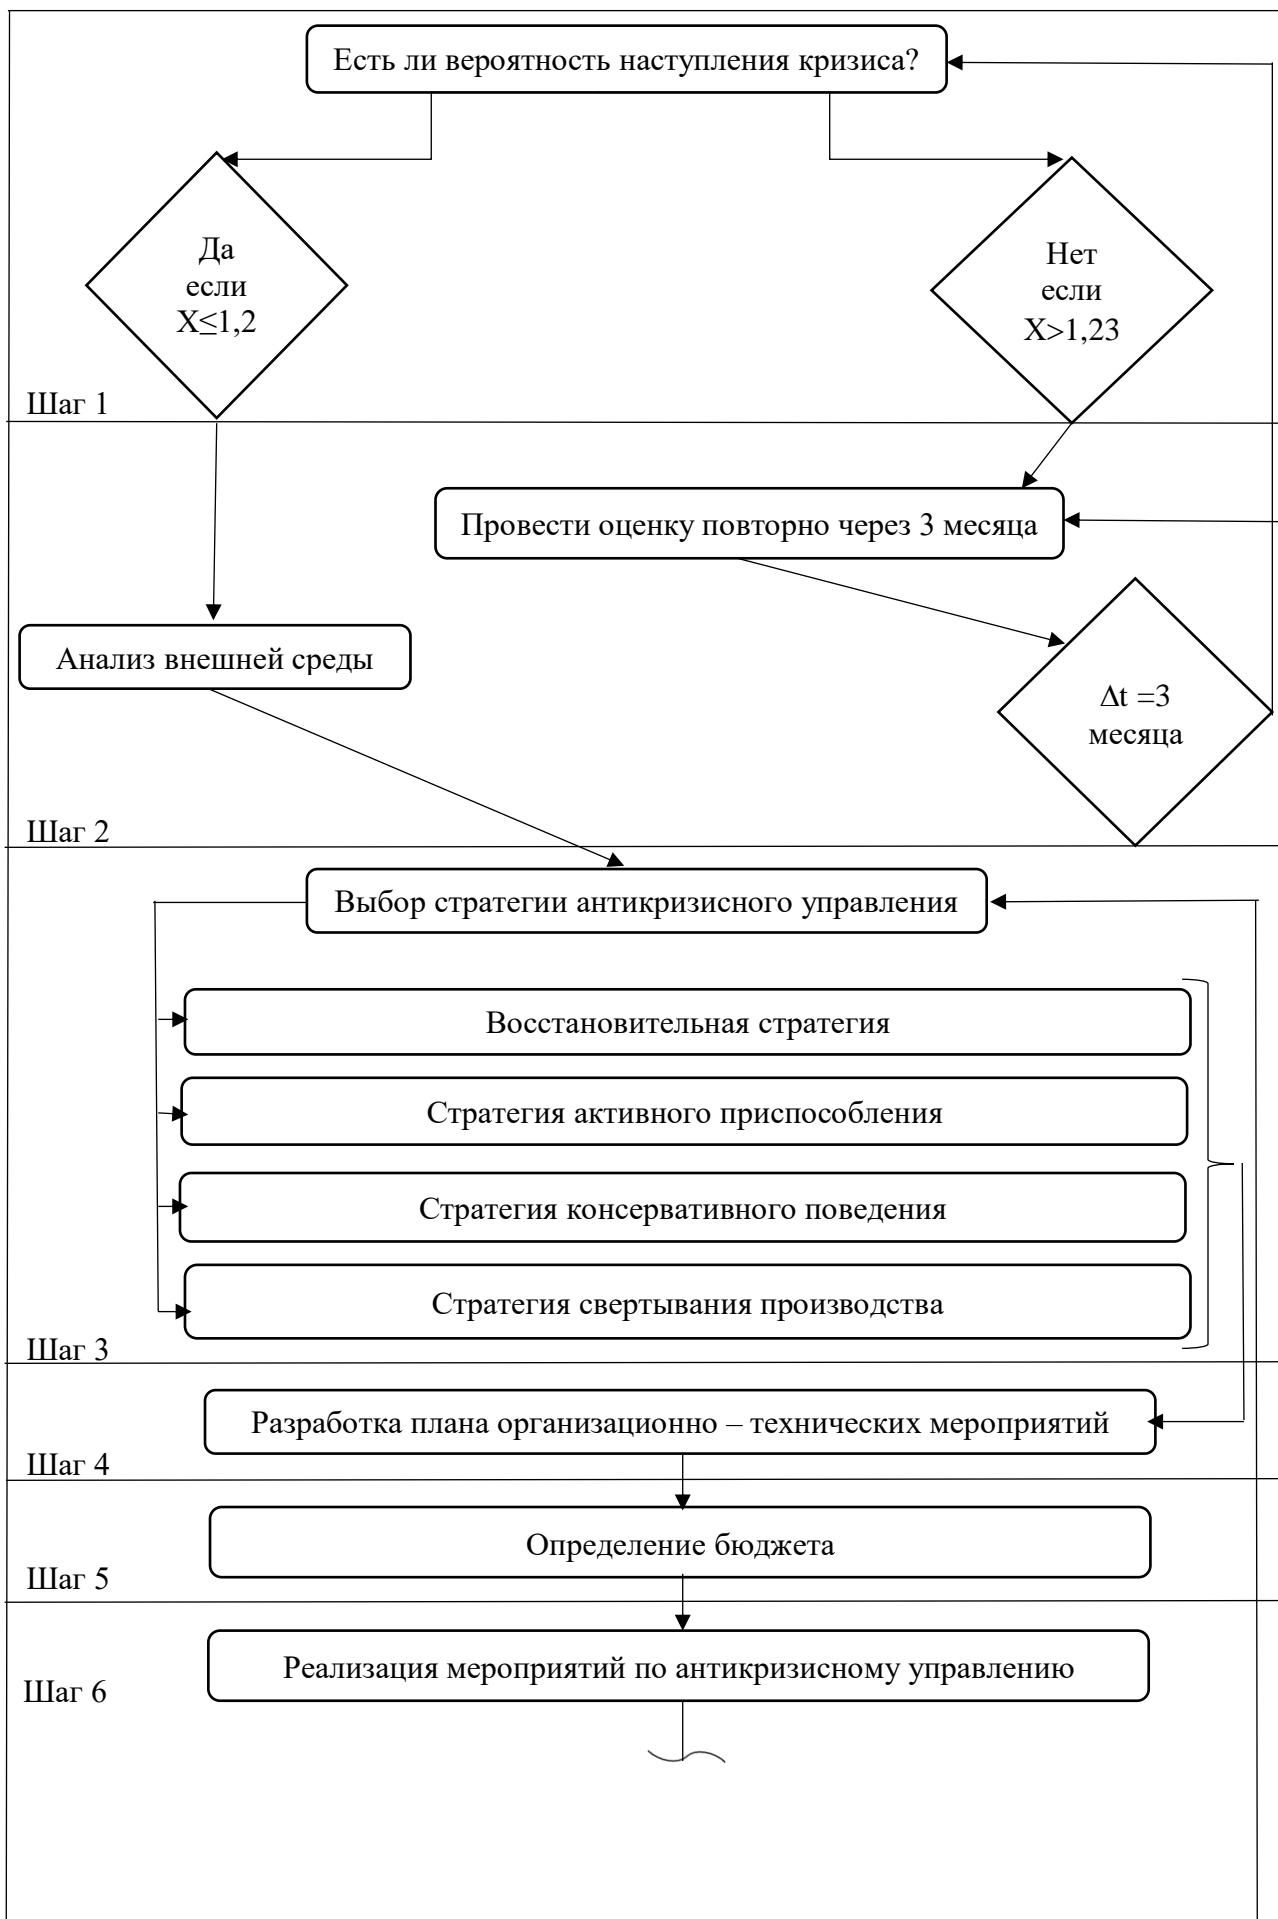 Есть ли вероятность наступления кризиса?
Да
если
X≤1,2
Нет
если
X>1,23
Шаг 1
Провести оценку повторно через 3 месяца
Анализ внешней среды
Δt =3
месяца
Шаг 2
Выбор стратегии антикризисного управления
Восстановительная стратегия
Стратегия активного приспособления
Стратегия консервативного поведения
Стратегия свертывания производства
Шаг 3
Разработка плана организационно – технических мероприятий
Шаг 4
Определение бюджета
Шаг 5
Реализация мероприятий по антикризисному управлению
Шаг 6